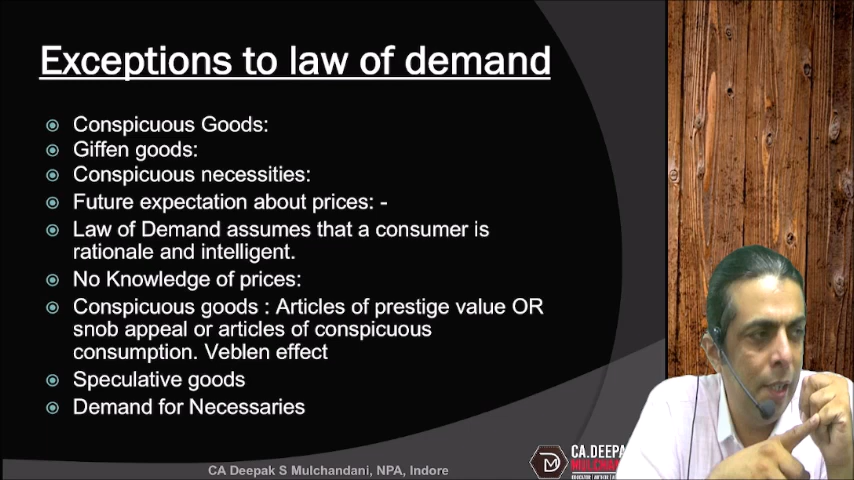 Exceptions to law of demand
Conspicuous Goods:
Giffen goods:
Conspicuous necessities:
Future expectation about prices: -
Law of Demand assumes that a consumer is
rationale and intelligent.
No Knowledge of prices:
Conspicuous goods : Articles of prestige value OR
snob appeal or articles of conspicuous
consumption. Veblen effect
Speculative goods
Demand for Necessaries
CA Deepak S Mulchandani, NPA, Indore
CA.DEEPA